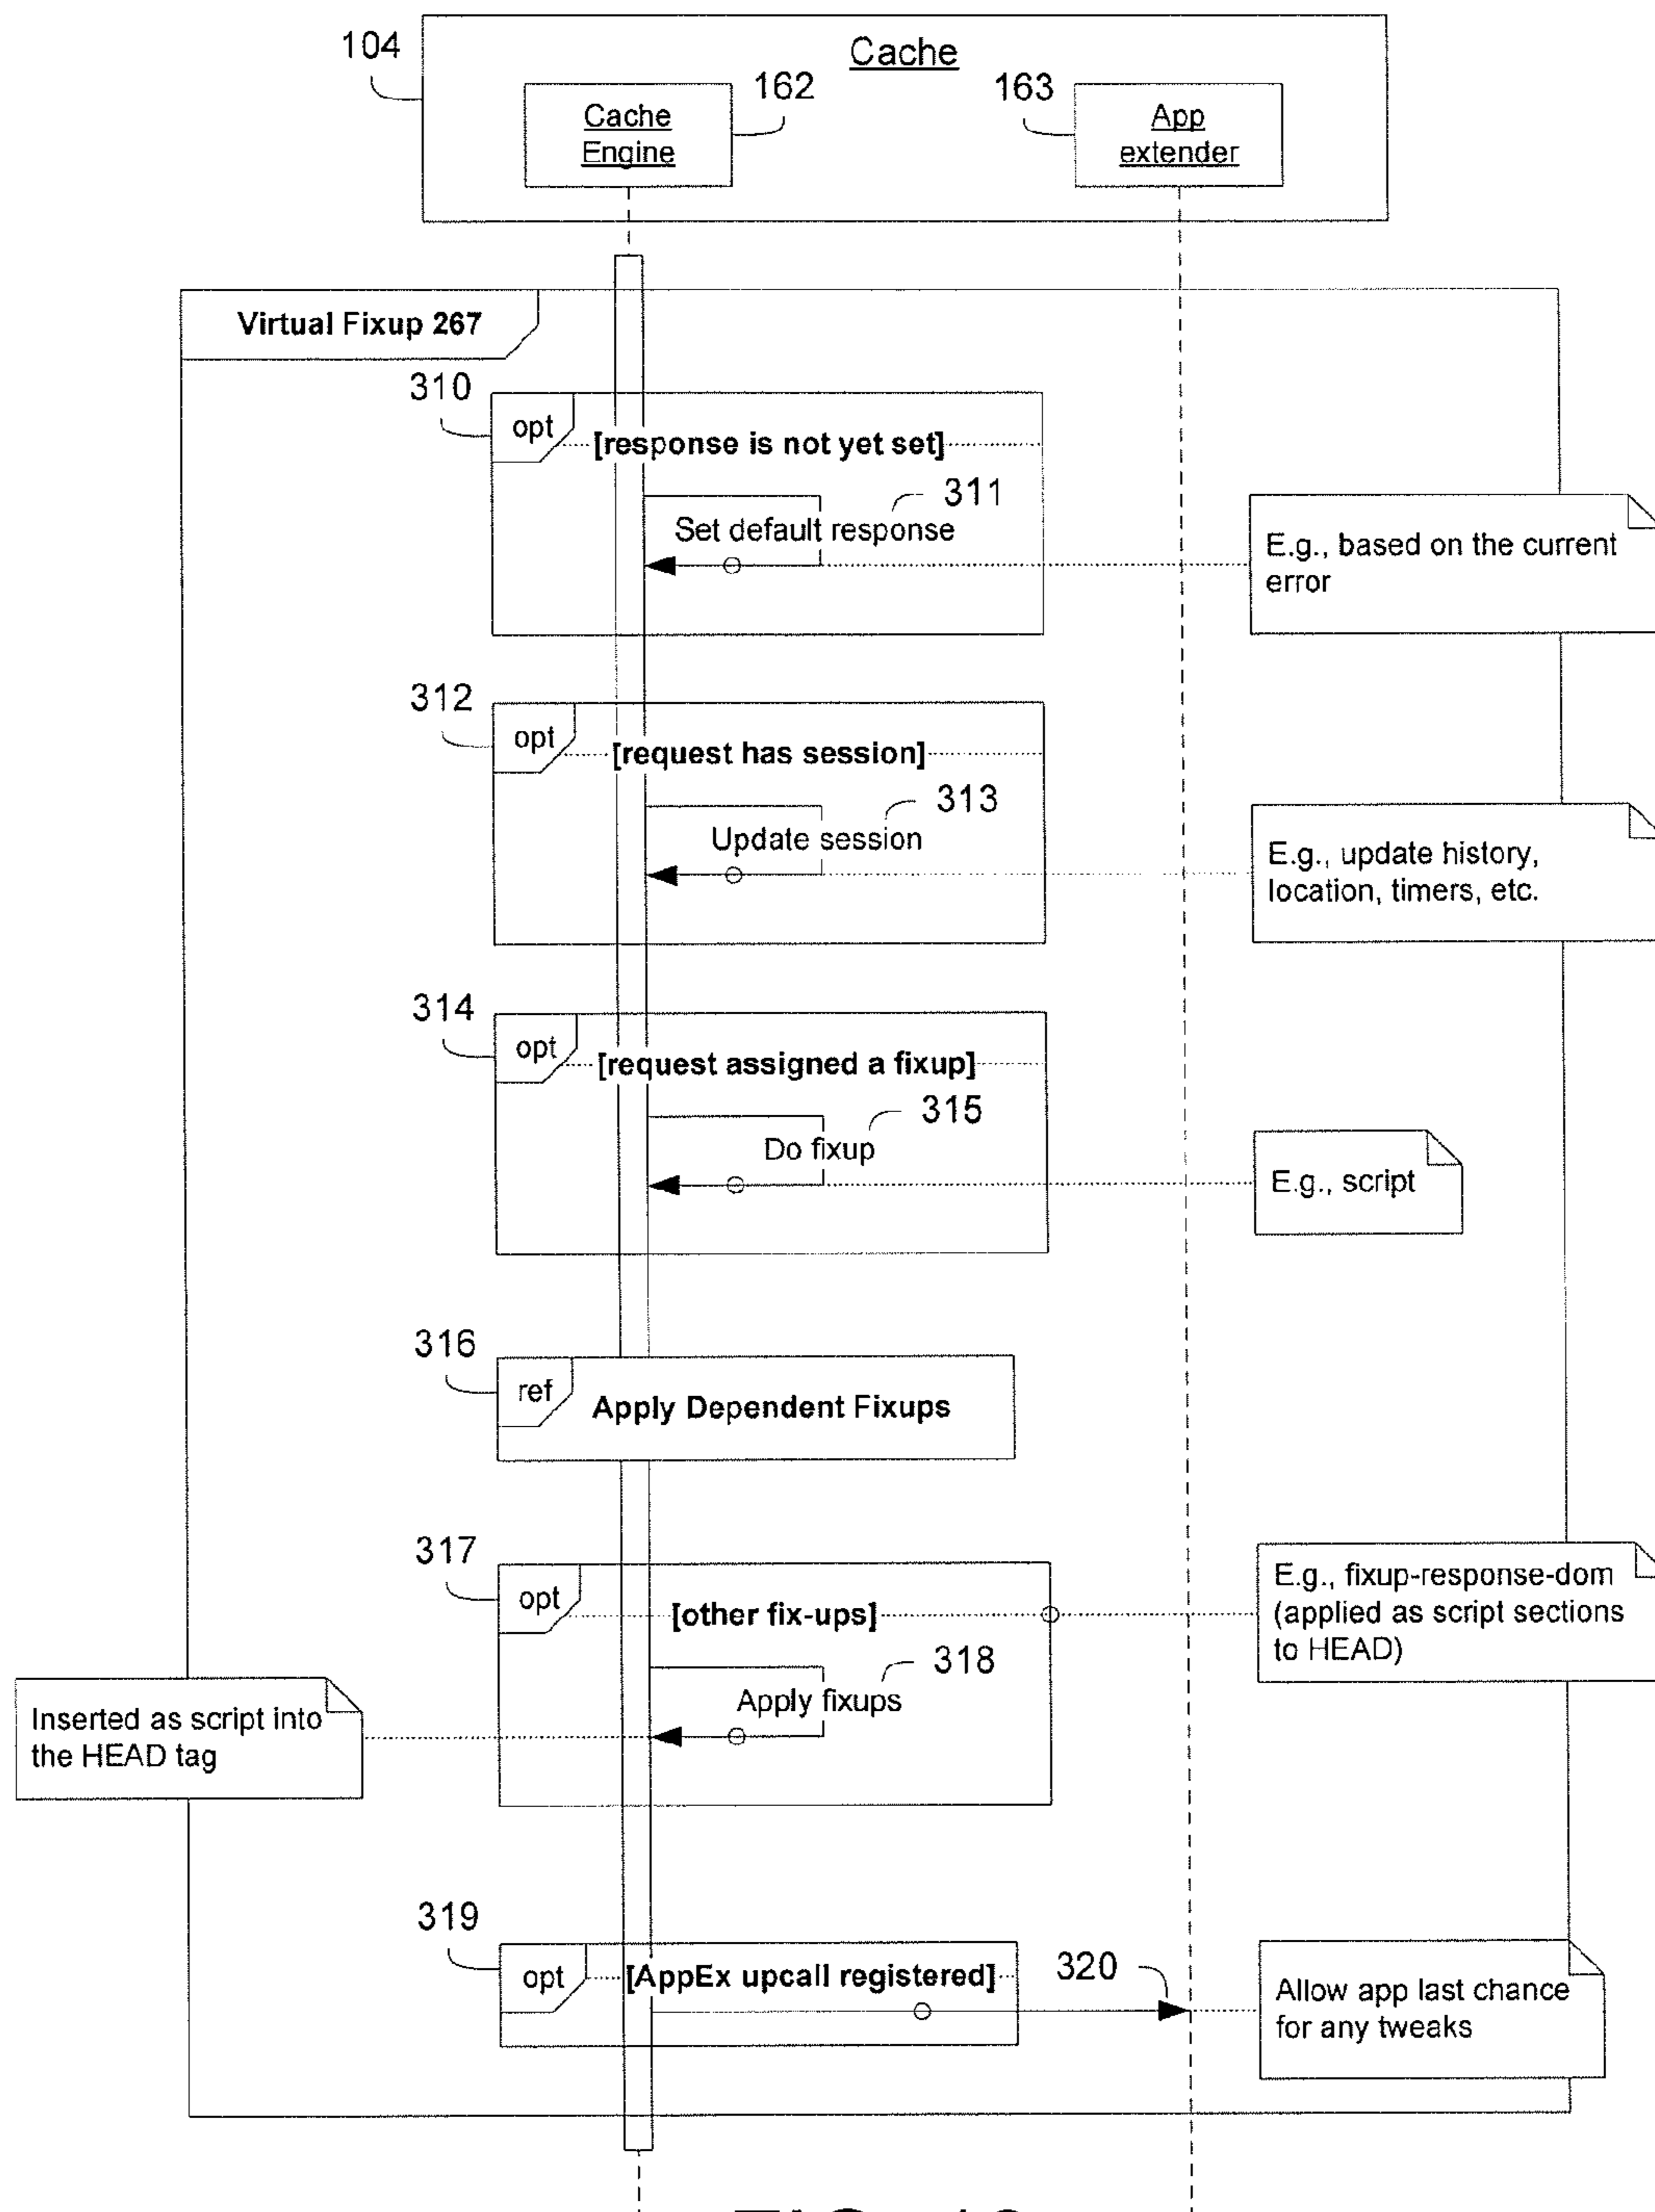 104
Cache
162
163
Cache
Engine
App
extender
Virtual Fixup 267
310
opt
[response is not yet set]
311
Set default response
E.g., based on the current
error
312
opt
[request has session]
313
Update session
E.g., update history,
location, timers, etc.
314
opt
[request assigned a fixup]
315
Do fixup
E.g., script
316
ref
Apply Dependent Fixups
317
opt
[other fix-ups]
E.g., fixup-response-dom
(applied as script sections
to HEAD)
318
Apply fixups
Inserted as script into
the HEAD tag
319
opt
[AppEx upcall registered]
320
Allow app last chance
for any tweaks